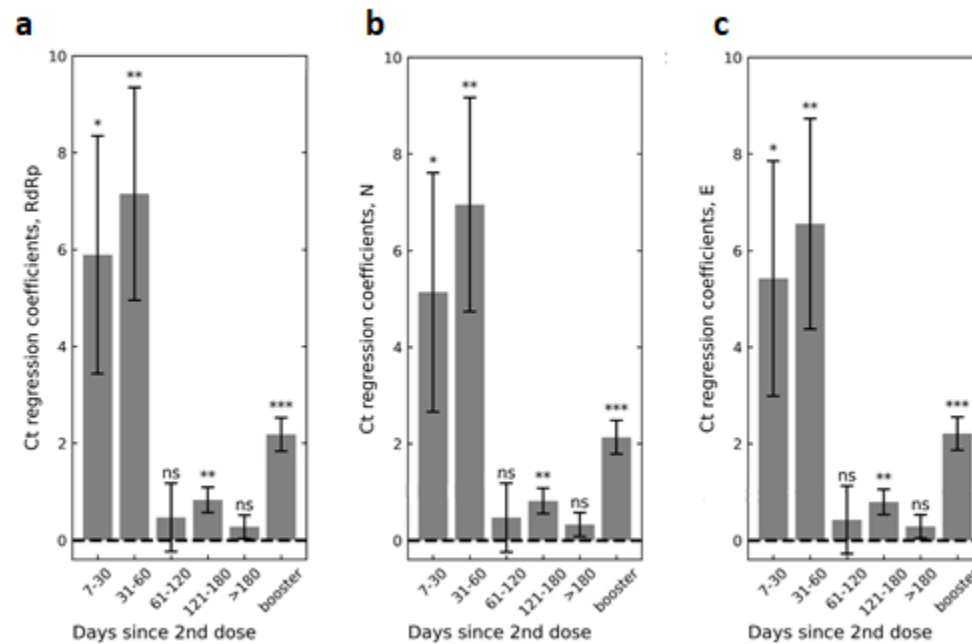 a
Ct regression coefficients, RdRp
10
8
6
4
2
0
*
**
ns
**
ns
***
7-30
31-60
61-120
121-180
>180
booster
Days since 2nd dose
b
Ct regression coefficients, N
10
8
6
4
2
0
*
**
ns
**
ns
***
7-30
31-60
61-120
121-180
>180
booster
Days since 2nd dose
c
Ct regression coefficients, E
10
8
6
4
2
0
*
**
ns
**
ns
***
7-30
31-60
61-120
121-180
>180
booster
Days since 2nd dose